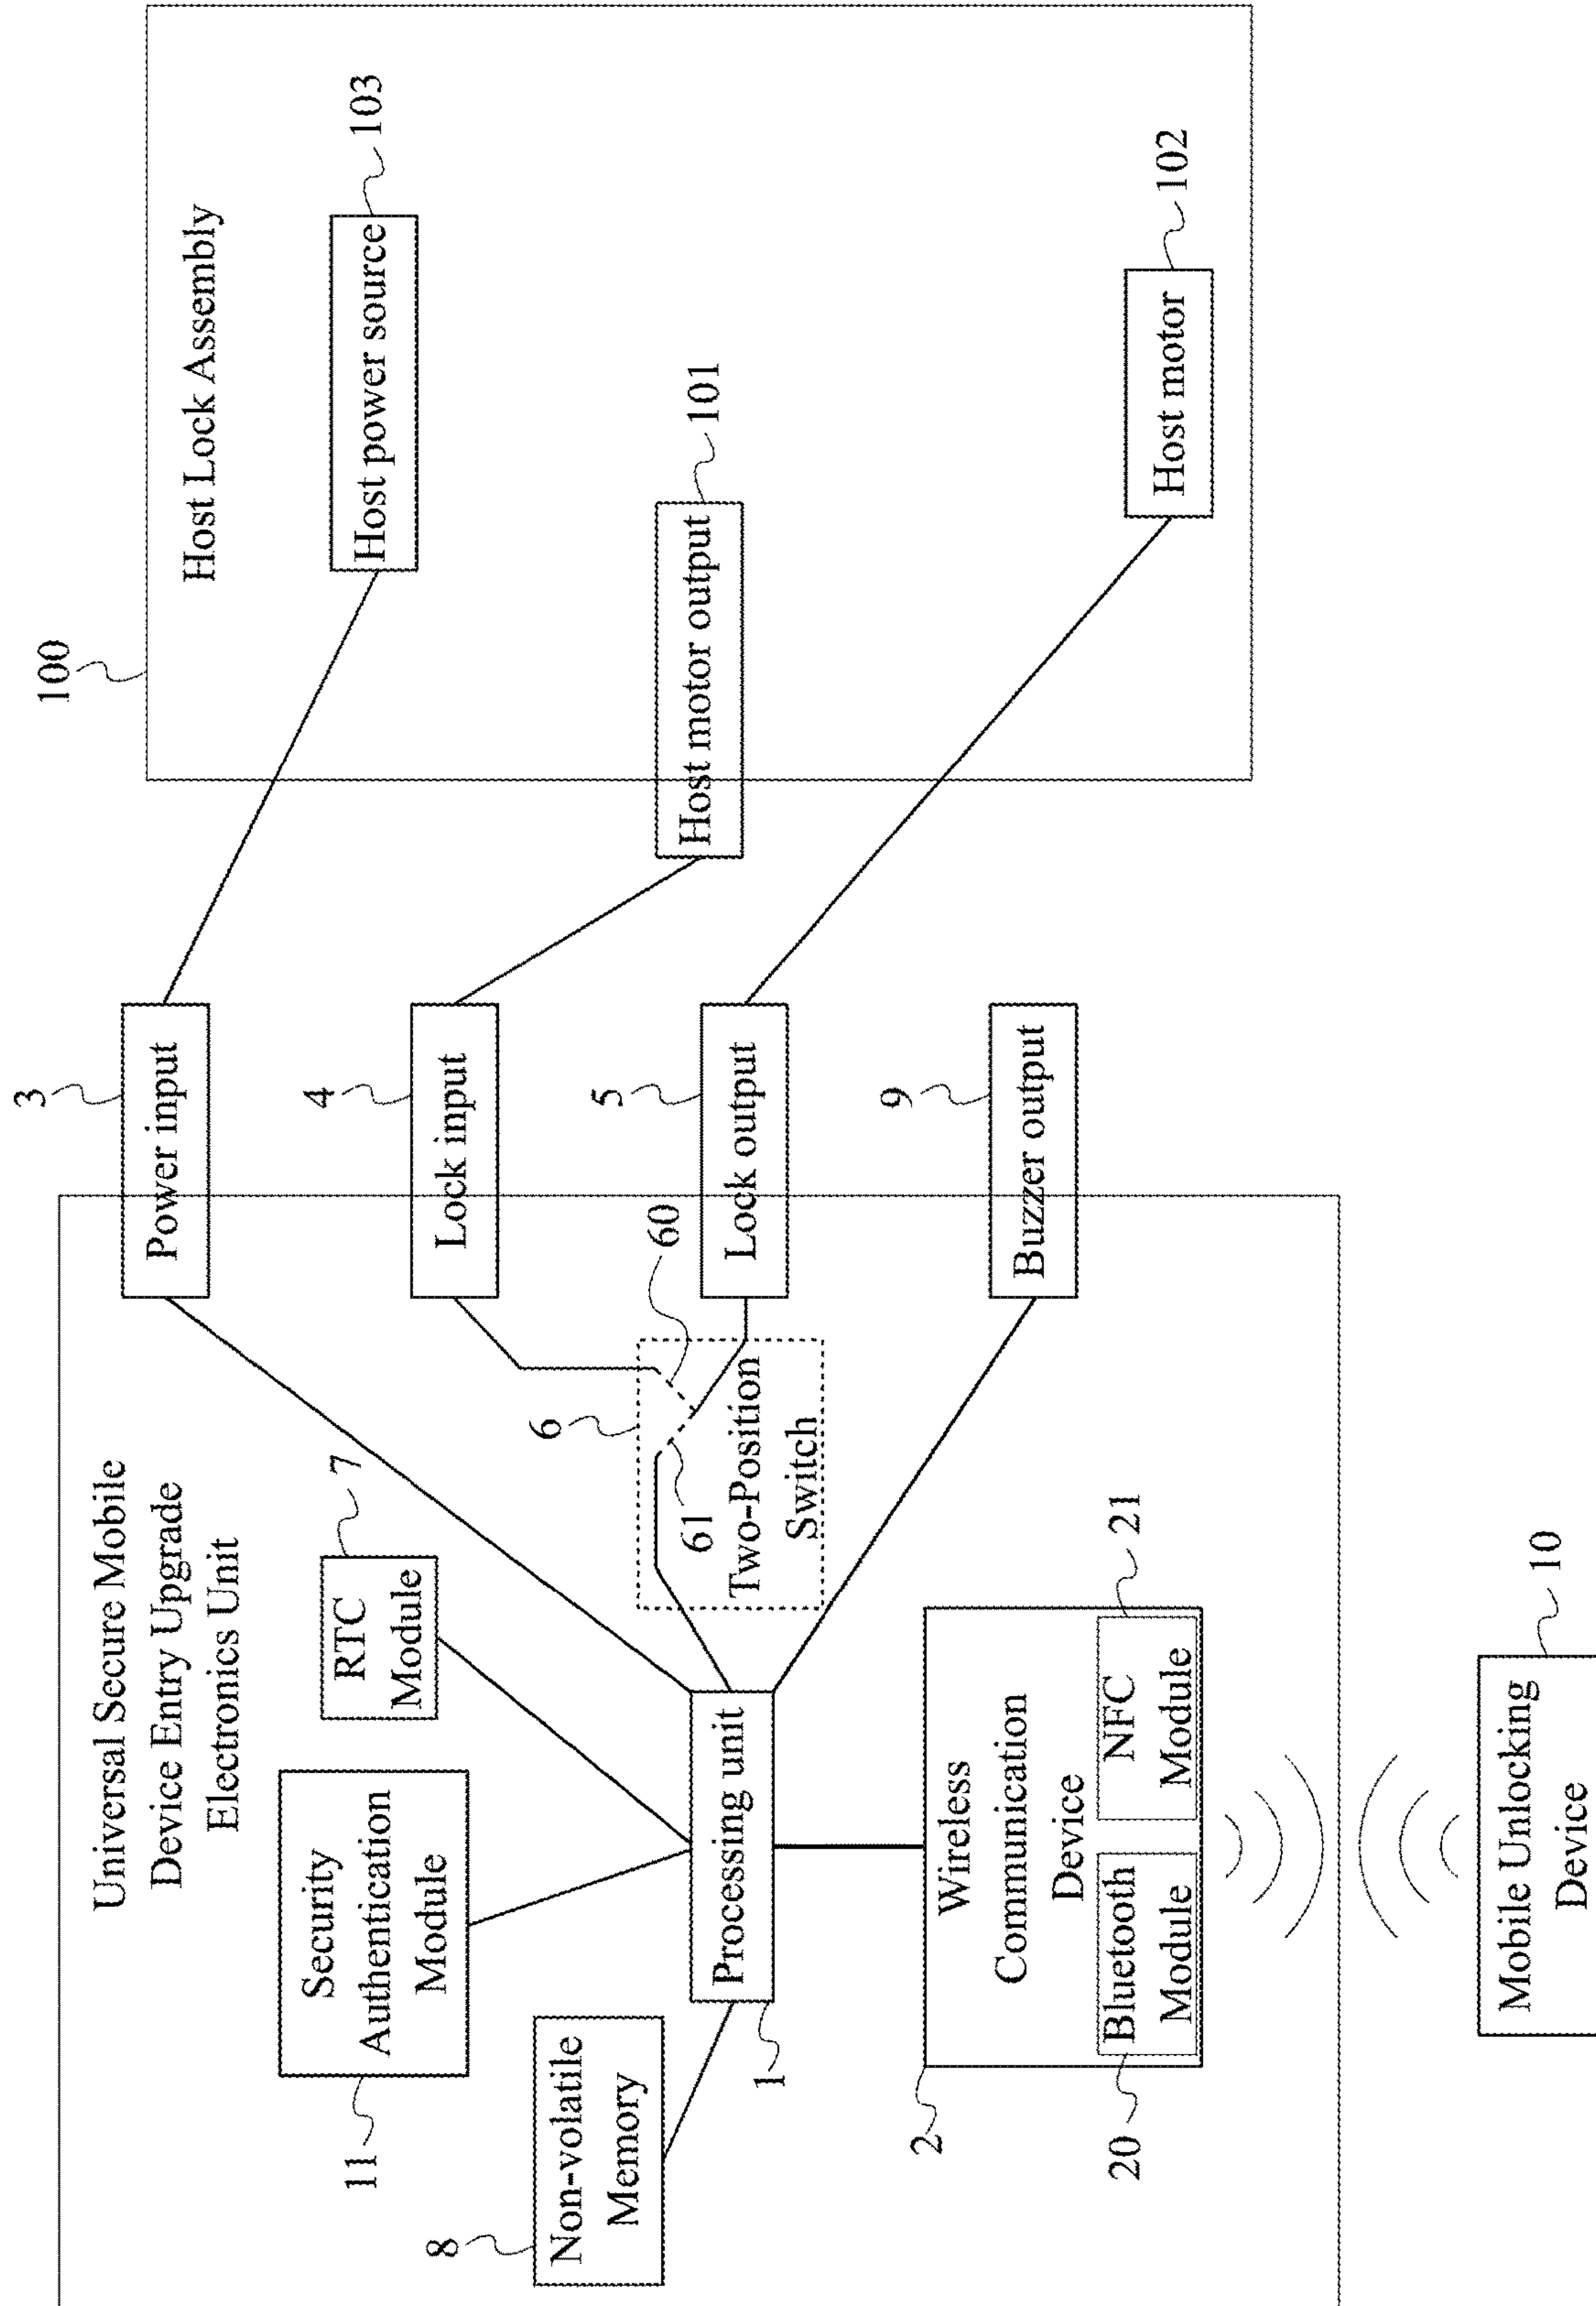 Universal Secure Mobile
Device Entry Upgrade
Electronics Unit
11
Security
Authentication
Module
7
RTC
Module
8
Non-volatile
Memory
1
Processing unit
6
61
60
Two-Position
Switch
2
Wireless
Communication
Device
20
Bluetooth
Module
21
NFC
Module
10
Mobile Unlocking
Device
3
Power input
4
Lock input
5
Lock output
9
Buzzer output
100
Host Lock Assembly
103
Host power source
101
Host motor output
102
Host motor